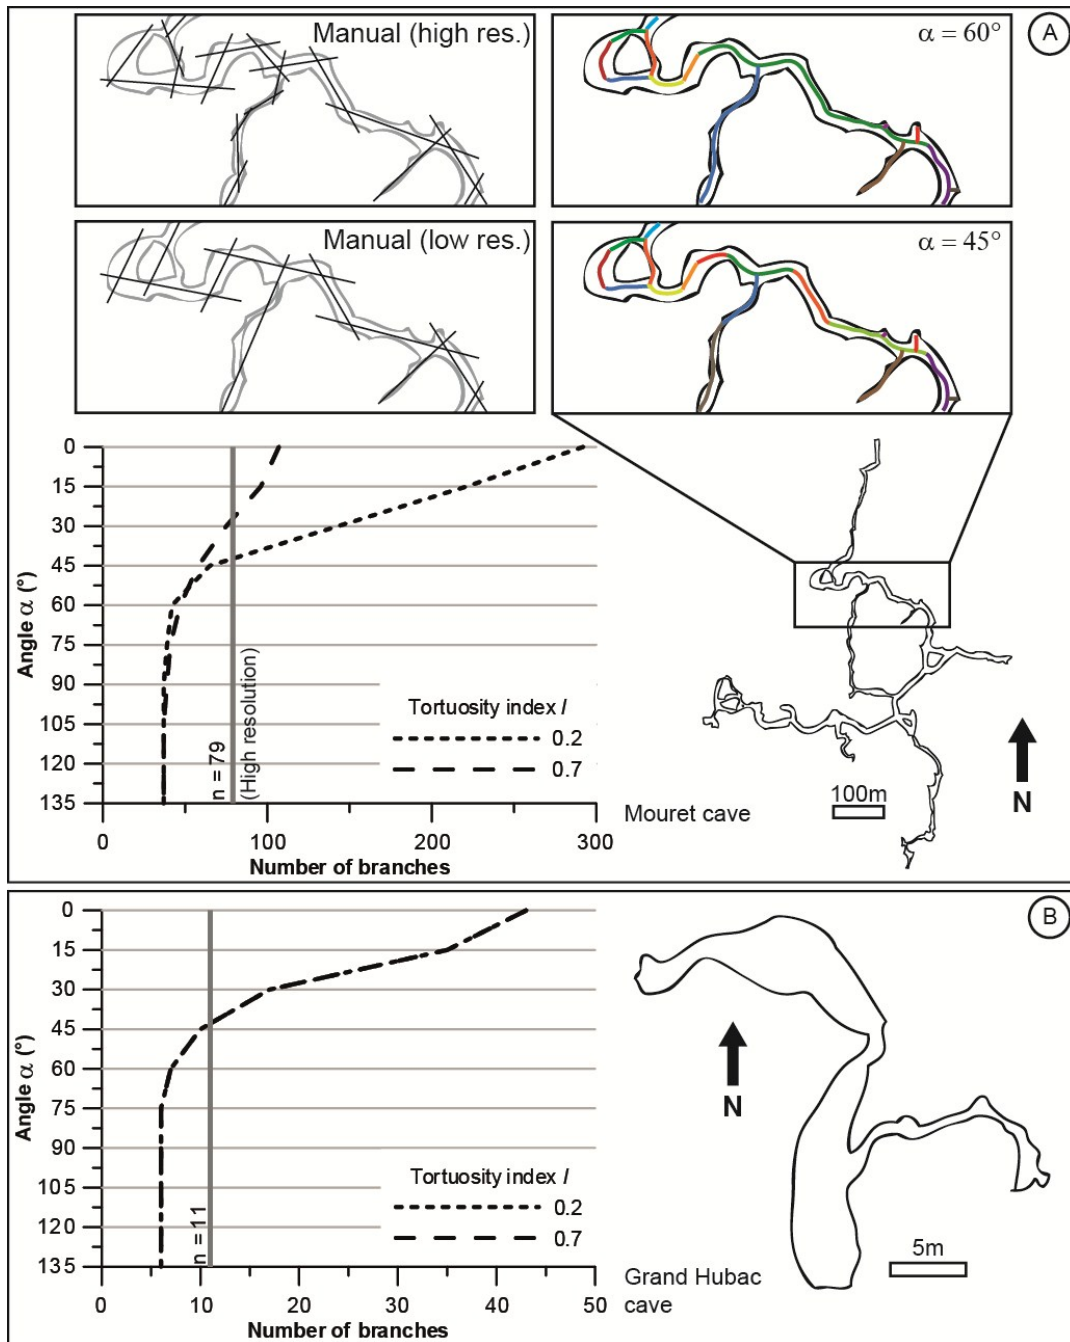 Manual (high res.)
α = 60°
A
Manual (low res.)
α = 45°
0
15
30
45
60
75
90
105
120
135
Angle α (°)
n = 79
(High resolution)
Tortuosity index I
0.2
0.7
0
100
200
300
Number of branches
Mouret cave
100m
N
B
0
15
30
45
60
75
90
105
120
135
Angle α (°)
n = 11
Tortuosity index I
0.2
0.7
0
10
20
30
40
50
Number of branches
N
5m
Grand Hubac
cave